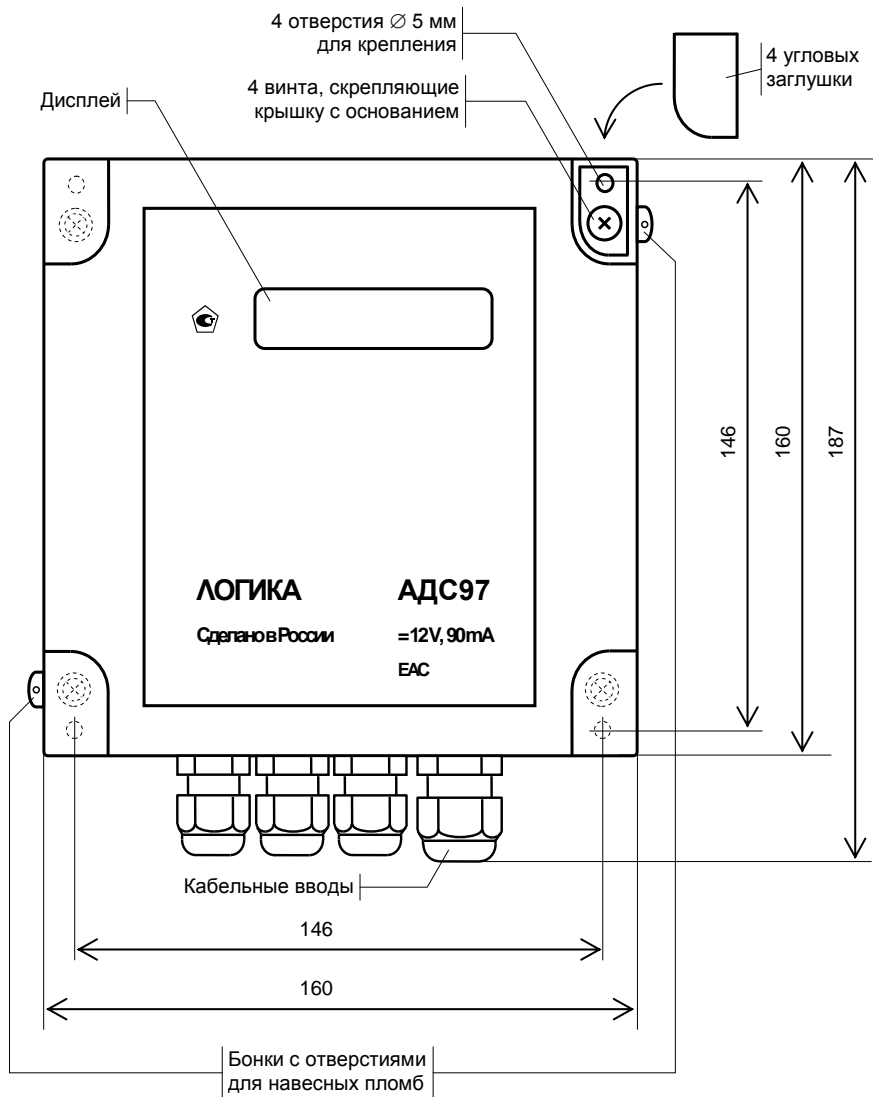 4 отверстия ∅ 5 мм
для крепления
4 угловых
заглушки
4 винта, скрепляющие
крышку с основанием
Дисплей
146
160
187
ЛОГИКА
АДС97
Сделано в России
=12V, 90mA
ЕАС
Кабельные вводы
146
160
Бонки с отверстиями
для навесных пломб